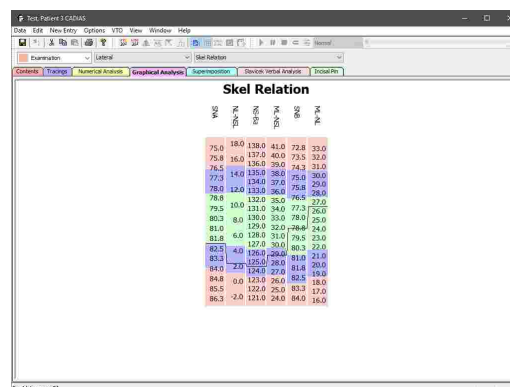 Test, Patient 3 CADIAS
Data Edit New Entry Options VTO View Window Help
Normal
Examination Lateral Skel Relation
Contents Tracings Numerical Analysis Graphical Analysis Superimposition Slavicek Verbal Analysis Incisal Pin
Skel Relation
SNA NL-NSL NS-Ba ML-NSL SNB ML-NL
75.0 18.0 138.0 41.0 72.8 33.0
75.8 16.0 137.0 40.0 73.5 32.0
76.5 136.0 39.0 74.3 31.0
77.3 14.0 135.0 38.0 75.0 30.0
134.0 37.0 29.0
78.0 12.0 133.0 36.0 75.8 28.0
78.8 132.0 35.0 76.5 27.0
79.5 10.0 131.0 34.0 77.3 26.0
80.3 8.0 130.0 33.0 78.0 25.0
81.0 129.0 32.0 78.8 24.0
81.8 6.0 128.0 31.0 79.5 23.0
127.0 30.0 80.3 22.0
82.5 4.0 126.0 29.0 81.0 21.0
83.3 125.0 28.0 20.0
84.0 2.0 124.0 27.0 81.8 19.0
84.8 0.0 123.0 26.0 82.5 18.0
85.5 122.0 25.0 83.3 17.0
86.3 -2.0 121.0 24.0 84.0 16.0